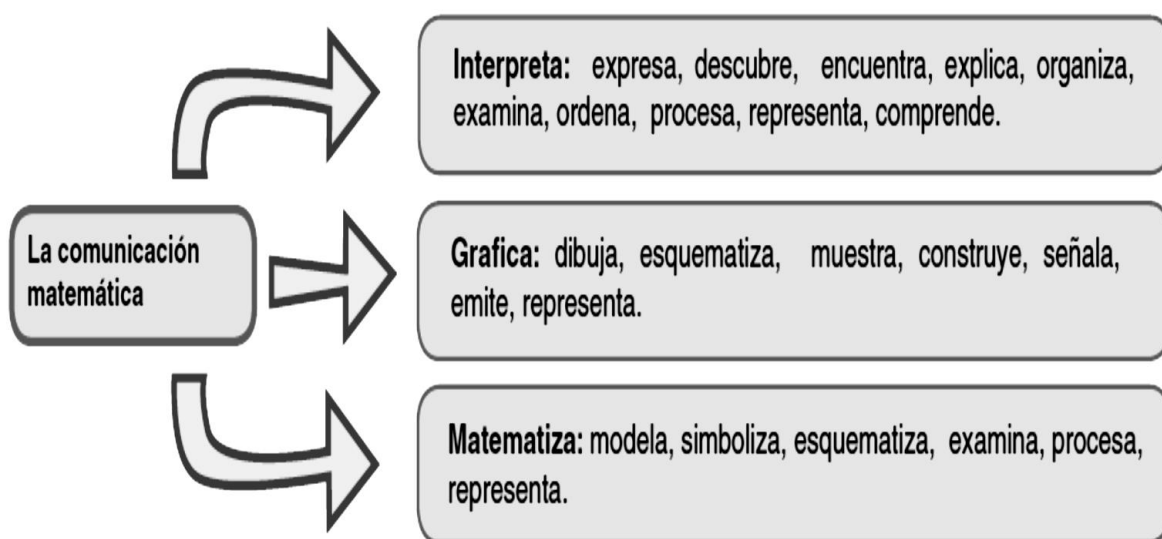 Interpreta: expresa, descubre, encuentra, explica, organiza,
examina, ordena, procesa, representa, comprende.
La comunicación
matemática
Grafica: dibuja, esquematiza, muestra, construye, señala,
emite, representa.
Matematiza: modela, simboliza, esquematiza, examina, procesa,
representa.